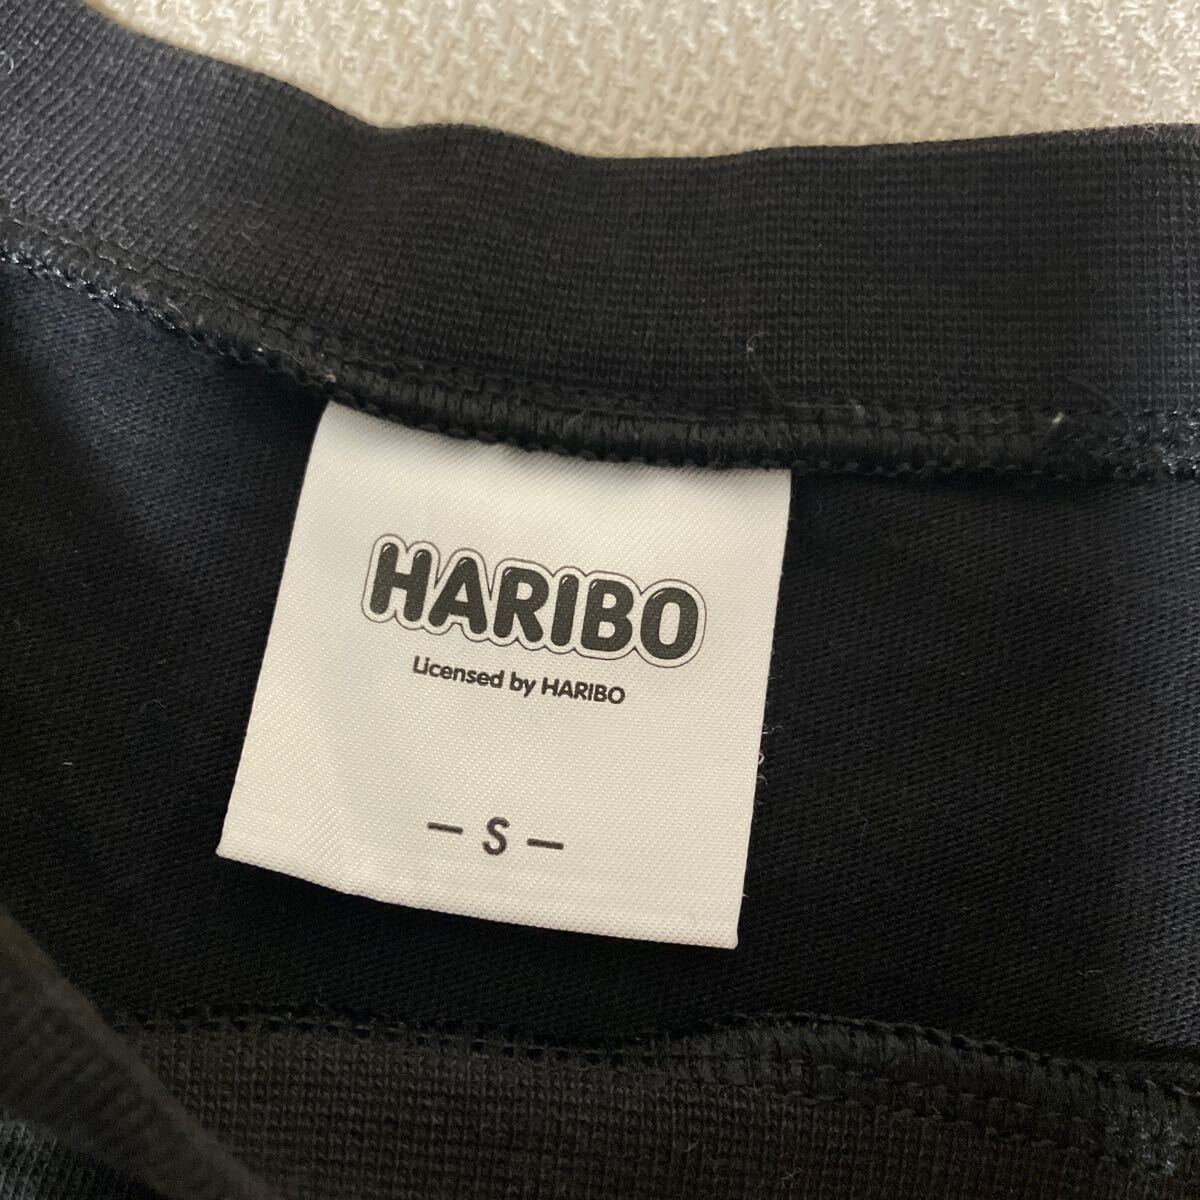 HARIBO
Licensed by HARIBO
— S —